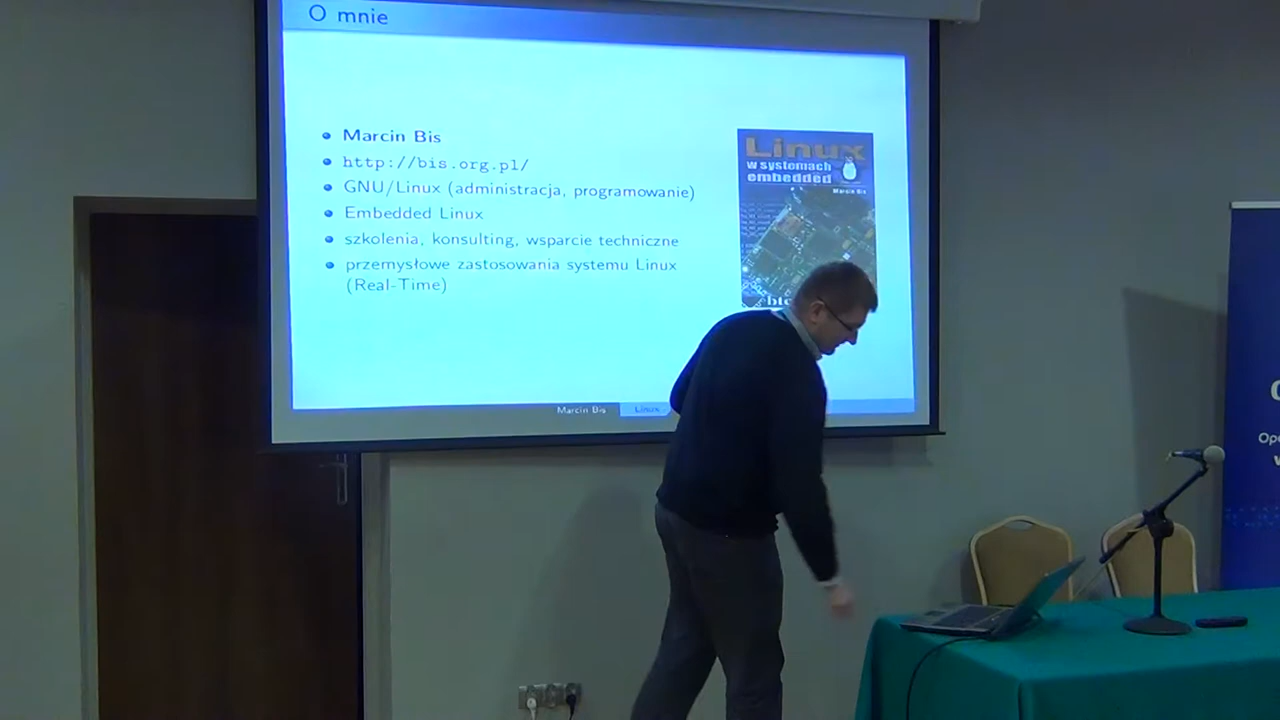 O mnie
Marcin Bis
http://bis.org.pl/
GNU/Linux (administracja, programowanie)
Embedded Linux
szkolenia, konsulting, wsparcie techniczne
przemysłowe zastosowania systemu Linux
(Real-Time)
Linux
w systemach
embedded
Marcin Bis
btc
Marcin Bis
Linux